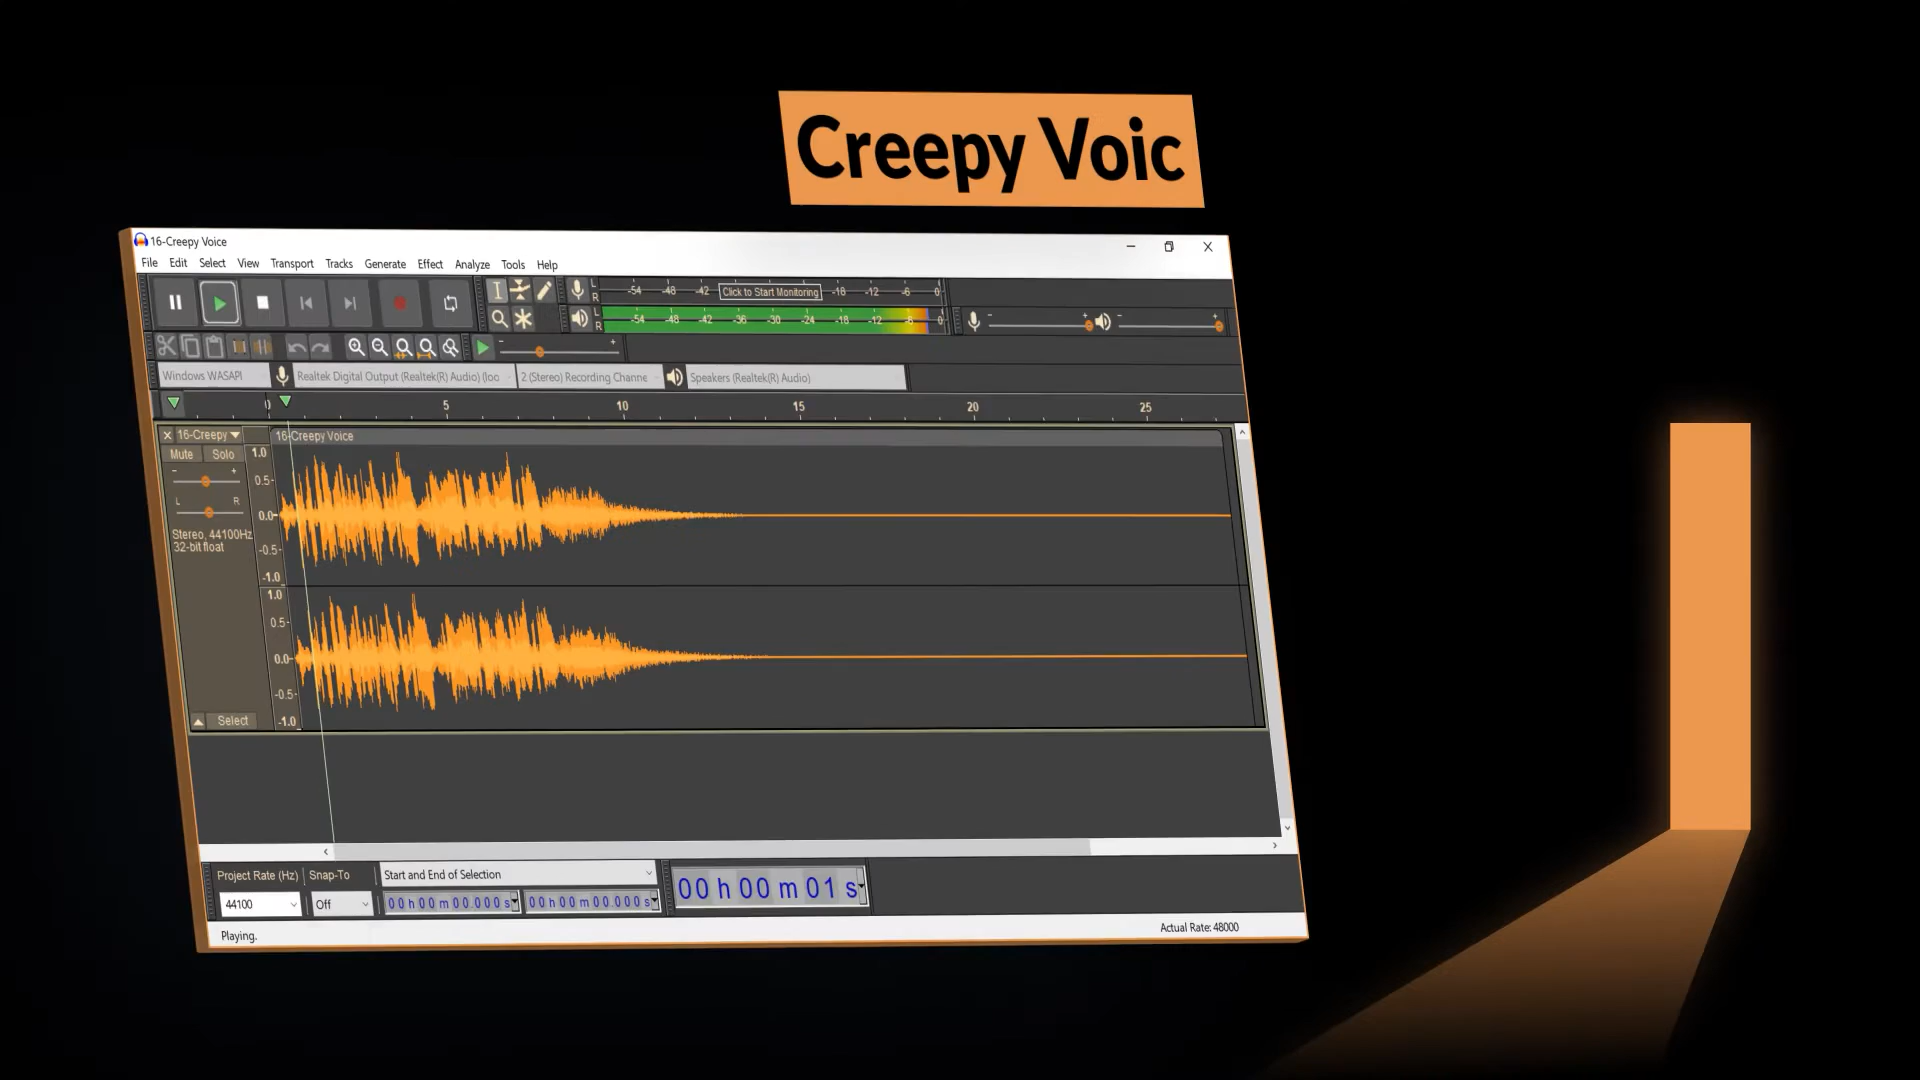 Creepy Voic
16-Creepy Voice
File Edit Select View Transport Tracks Generate Effect Analyze Tools Help
L R -54 -48 -42 Click to Start Monitoring -18 -12 -6 0
L R -54 -48 -42 -36 -30 -24 -18 -12 -6 0
- + - +
- +
Windows WASAPI Realtek Digital Output (Realtek(R) Audio) (loo 2 (Stereo) Recording Channe Speakers (Realtek(R) Audio)
0 5 10 15 20 25
16-Creepy 16-Creepy Voice
Mute Solo 1.0
- + 0.5
L R
0.0
Stereo, 44100Hz
32-bit float -0.5
-1.0
1.0
0.5
0.0
-0.5
Select -1.0
Project Rate (Hz) Snap-To Start and End of Selection
44100 Off 00 h 00 m 00.000 s 00 h 00 m 00.000 s 00 h 00 m 01 s
Playing. Actual Rate: 48000